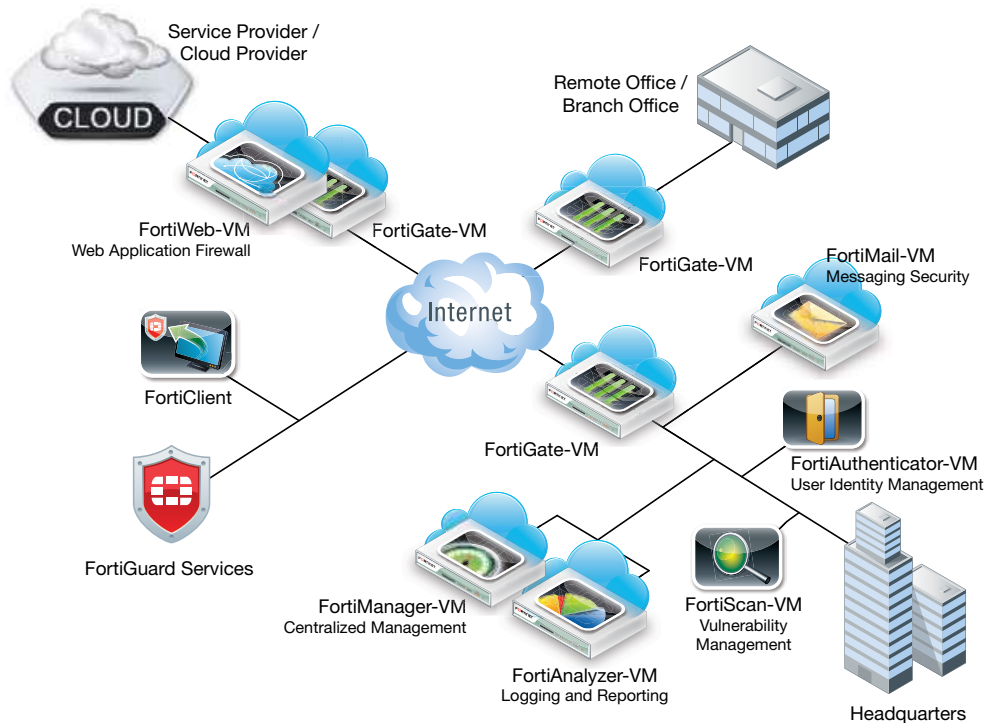 Service Provider /
Cloud Provider
CLOUD
Remote Office /
Branch Office
FortiWeb-VM
Web Application Firewall
FortiGate-VM
FortiGate-VM
FortiMail-VM
Messaging Security
Internet
FortiClient
FortiGate-VM
FortiAuthenticator-VM
User Identity Management
FortiGuard Services
FortiManager-VM
Centralized Management
FortiScan-VM
Vulnerability
Management
FortiAnalyzer-VM
Logging and Reporting
Headquarters